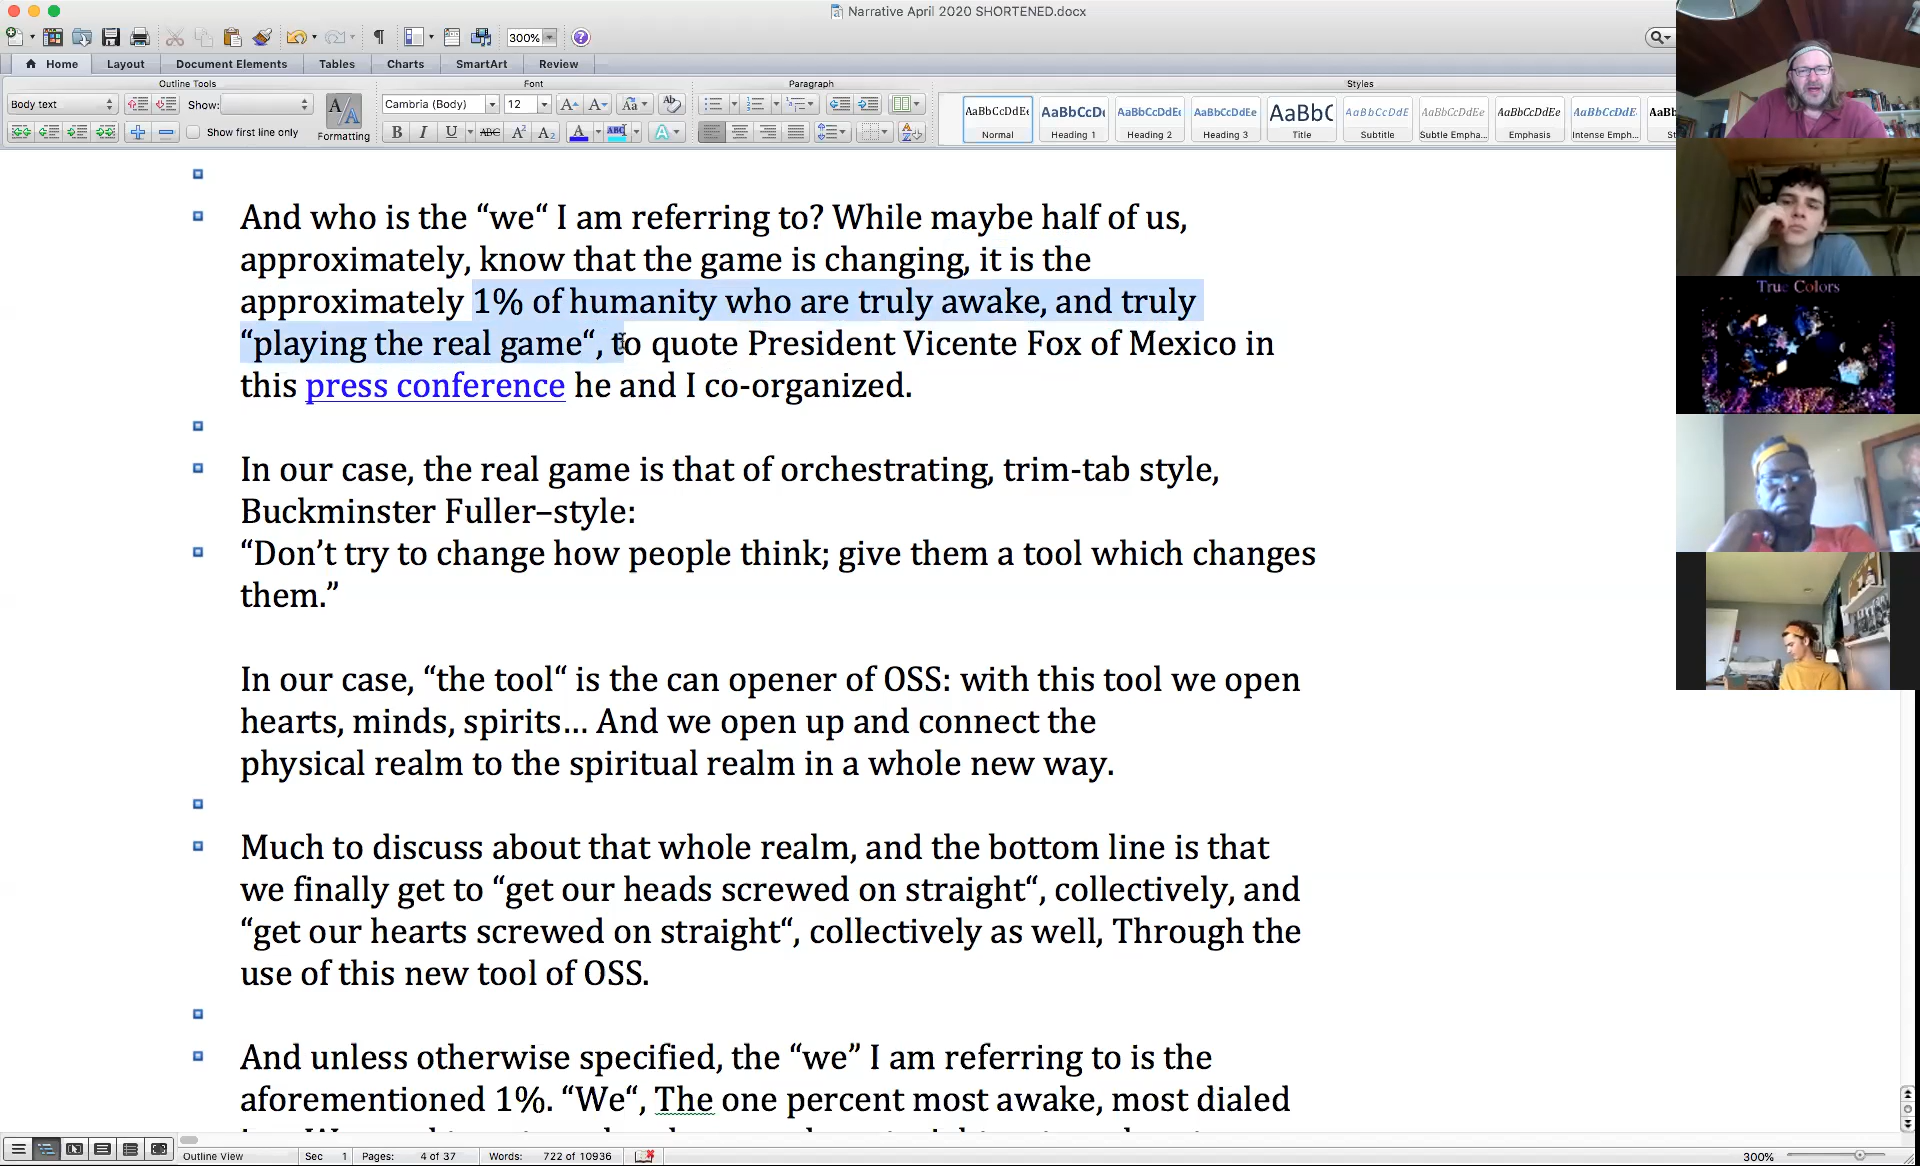 Narrative April 2020 SHORTENED.docx
300%
Home Layout Document Elements Tables Charts SmartArt Review
Outline Tools Font Paragraph Styles
Body text Show: Cambria (Body) 12
Show first line only Formatting
AaBbCcDdEe AaBbCcDc AaBbCcDdEe AaBbCcDdEe AaBbC AaBbCcDdE AaBbCcDdEe AaBbCcDdEe AaBbCcDdE
Normal Heading 1 Heading 2 Heading 3 Title Subtitle Subtle Empha... Emphasis Intense Emph...
And who is the “we“ I am referring to? While maybe half of us,
approximately, know that the game is changing, it is the
approximately 1% of humanity who are truly awake, and truly
“playing the real game“, to quote President Vicente Fox of Mexico in
this press conference he and I co-organized.
In our case, the real game is that of orchestrating, trim-tab style,
Buckminster Fuller–style:
“Don’t try to change how people think; give them a tool which changes
them.”
In our case, “the tool“ is the can opener of OSS: with this tool we open
hearts, minds, spirits… And we open up and connect the
physical realm to the spiritual realm in a whole new way.
Much to discuss about that whole realm, and the bottom line is that
we finally get to “get our heads screwed on straight“, collectively, and
“get our hearts screwed on straight“, collectively as well, Through the
use of this new tool of OSS.
And unless otherwise specified, the “we” I am referring to is the
aforementioned 1%. “We“, The one percent most awake, most dialed
Outline View Sec 1 Pages: 4 of 37 Words: 722 of 10936 300%
True Colors